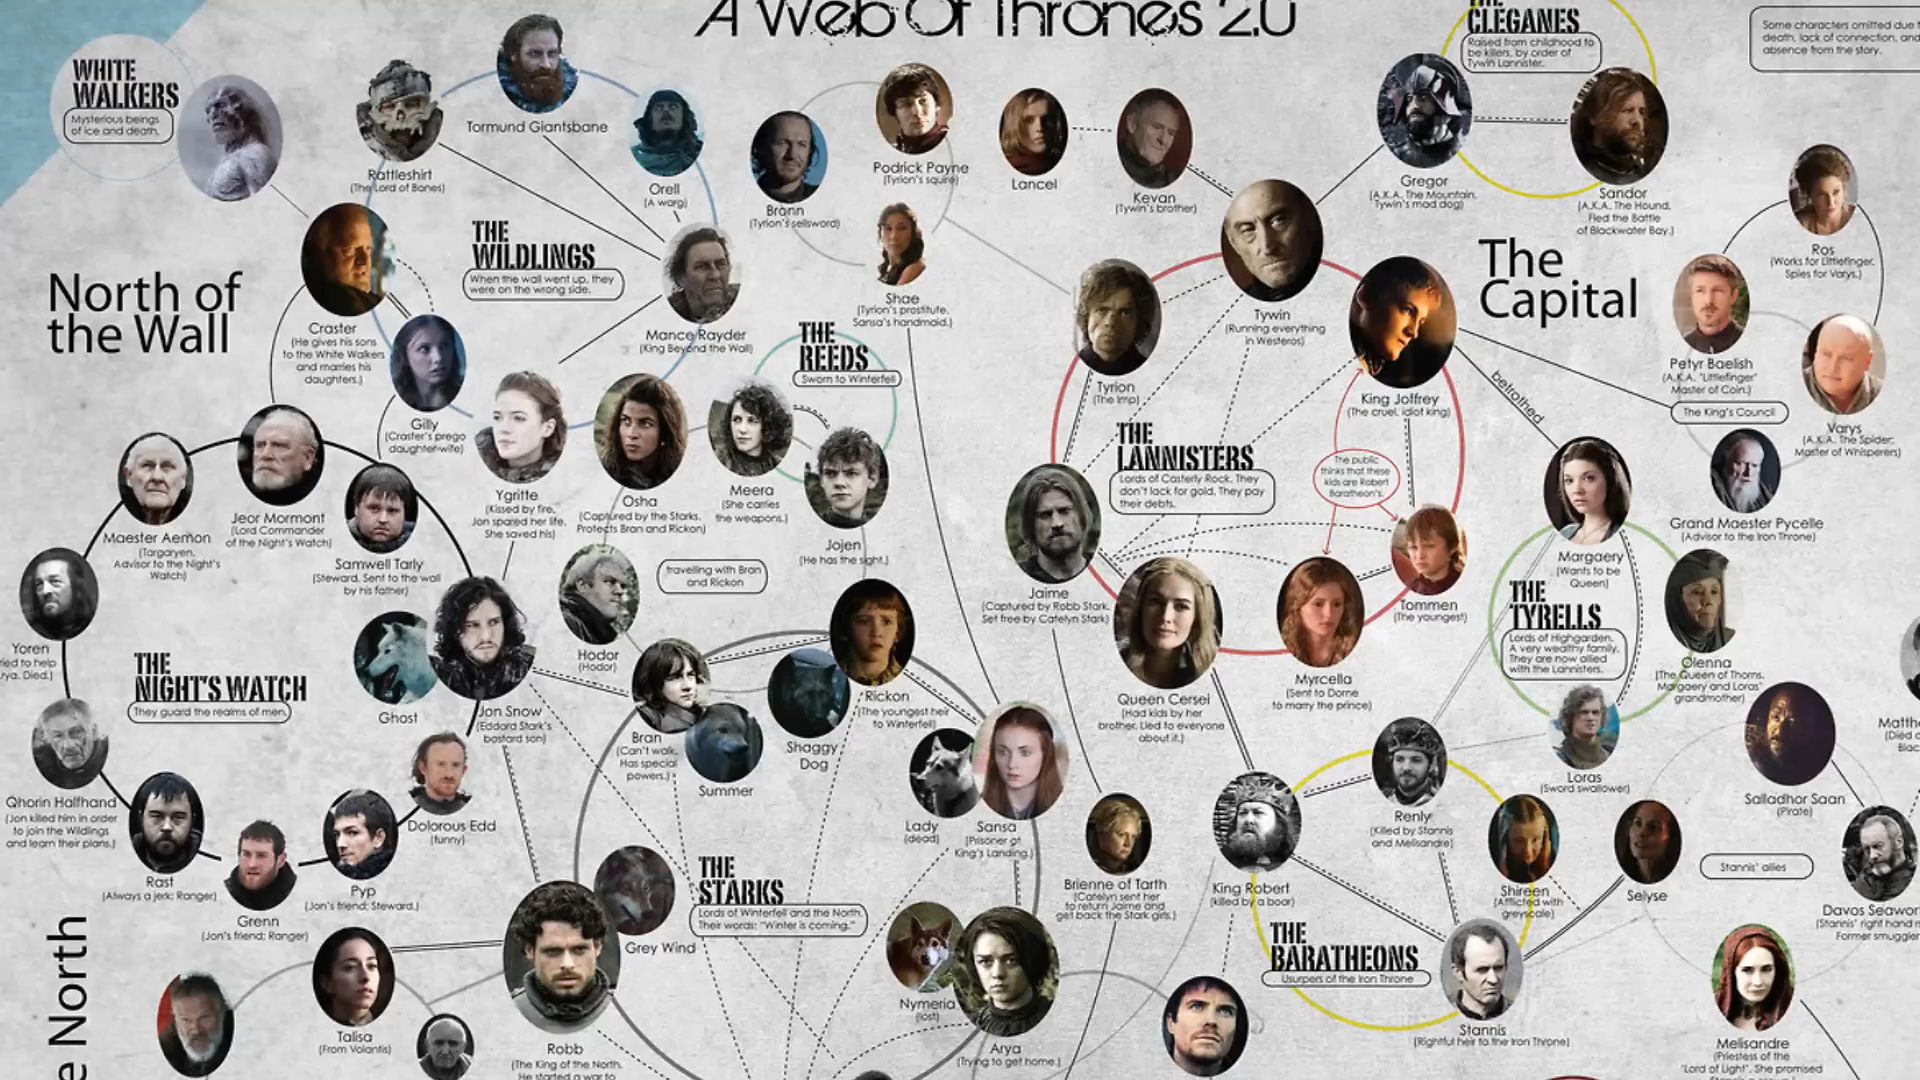 A Web Of Thrones 2.0
WHITE
WALKERS
Mysterious beings
of ice and death.
Rattleshirt
(The Lord of Bones)
Tormund Giantsbane
Orell
(A warg)
Bronn
(Tyrion's sellsword)
Podrick Payne
(Tyrion's squire)
Lancel
Kevan
(Tywin's brother)
THE
CLEGANES
Raised from childhood to
be killers, by order of
Tywin Lannister.
Gregor
(A.K.A. The Mountain,
Tywin's mad dog)
Sandor
(A.K.A. The Hound,
Fled the Battle
of Blackwater Bay.)
Some characters omitted due
death, lack of connection, and
absence from the story.
Ros
(Works for Littlefinger.
Spies for Varys.)
North of
the Wall
Craster
(He gives his sons
to the White Walkers
and marries his
daughters.)
THE
WILDLINGS
When the wall went up, they
were on the wrong side.
Mance Rayder
(King Beyond the Wall)
Gilly
(Craster's prego
daughter-wife)
Shae
(Tyrion's prostitute.
Sansa's handmaid.)
THE
REEDS
Sworn to Winterfell
Tyrion
(The Imp)
Tywin
(Running everything
in Westeros)
King Joffrey
(The cruel, idiot king)
The
Capital
betrothed
Petyr Baelish
(A.K.A. "Littlefinger"
Master of Coin.)
The King's Council
Varys
(A.K.A. The Spider;
Master of Whisperers)
Maester Aemon
(Targaryen.
Advisor to the Night's
Watch)
Jeor Mormont
(Lord Commander
of the Night's Watch)
Samwell Tarly
(Steward. Sent to the wall
by his father)
Ygritte
(Kissed by fire.
Jon spared her life.
She saved his)
Osha
(Captured by the Starks.
Protects Bran and Rickon)
Meera
(She carries
the weapons.)
Jojen
(He has the sight.)
THE
LANNISTERS
Lords of Casterly Rock. They
don't lack for gold. They pay
their debts.
The public
thinks that these
kids are Robert
Baratheon's.
Grand Maester Pycelle
(Advisor to the Iron Throne)
Margaery
(Wants to be
Queen)
travelling with Bran
and Rickon
Hodor
(Hodor)
Jaime
(Captured by Robb Stark.
Set free by Catelyn Stark)
Tommen
(The youngest)
THE
TYRELLS
Lords of Highgarden.
A very wealthy family.
They are now allied
with the Lannisters.
Olenna
(The Queen of Thorns.
Margaery and Loras'
grandmother)
Yoren
ried to help
rya. Died.)
THE
NIGHT'S WATCH
They guard the realms of men.
Ghost
Jon Snow
(Eddard Stark's
bastard son)
Bran
(Can't walk.
Has special
powers.)
Summer
Shaggy
Dog
Rickon
(The youngest heir
to Winterfell)
Queen Cersei
(Had kids by her
brother. Lied to everyone
about it.)
Myrcella
(Sent to Dorne
to marry the prince)
Loras
(Sword swallower)
Matth
(Died
Blac
Qhorin Halfhand
(Jon killed him in order
to join the Wildlings
and learn their plans.)
Dolorous Edd
(funny)
Lady
(dead)
Sansa
(Prisoner at
King's Landing.)
Renly
(Killed by Stannis
and Melisandre)
Salladhor Saan
(Pirate)
Stannis' allies
Rast
(Always a jerk; Ranger)
Grenn
(Jon's friend; Ranger)
Pyp
(Jon's friend; Steward.)
THE
STARKS
Lords of Winterfell and the North.
Their words: "Winter is coming."
Grey Wind
Brienne of Tarth
(Catelyn sent her
to return Jaime and
get back the Stark girls.)
King Robert
(killed by a boar)
Shireen
(Afflicted with
greyscale)
Selyse
Davos Seawor
(Stannis' right hand
Former smuggler
THE
BARATHEONS
Usurpers of the Iron Throne
e North
Talisa
(From Volantis)
Robb
(The King of the North.
He started a war to
Nymeria
(lost)
Arya
(Trying to get home.)
Stannis
(Rightful heir to the Iron Throne)
Melisandre
(Priestess of the
"Lord of Light". She promised